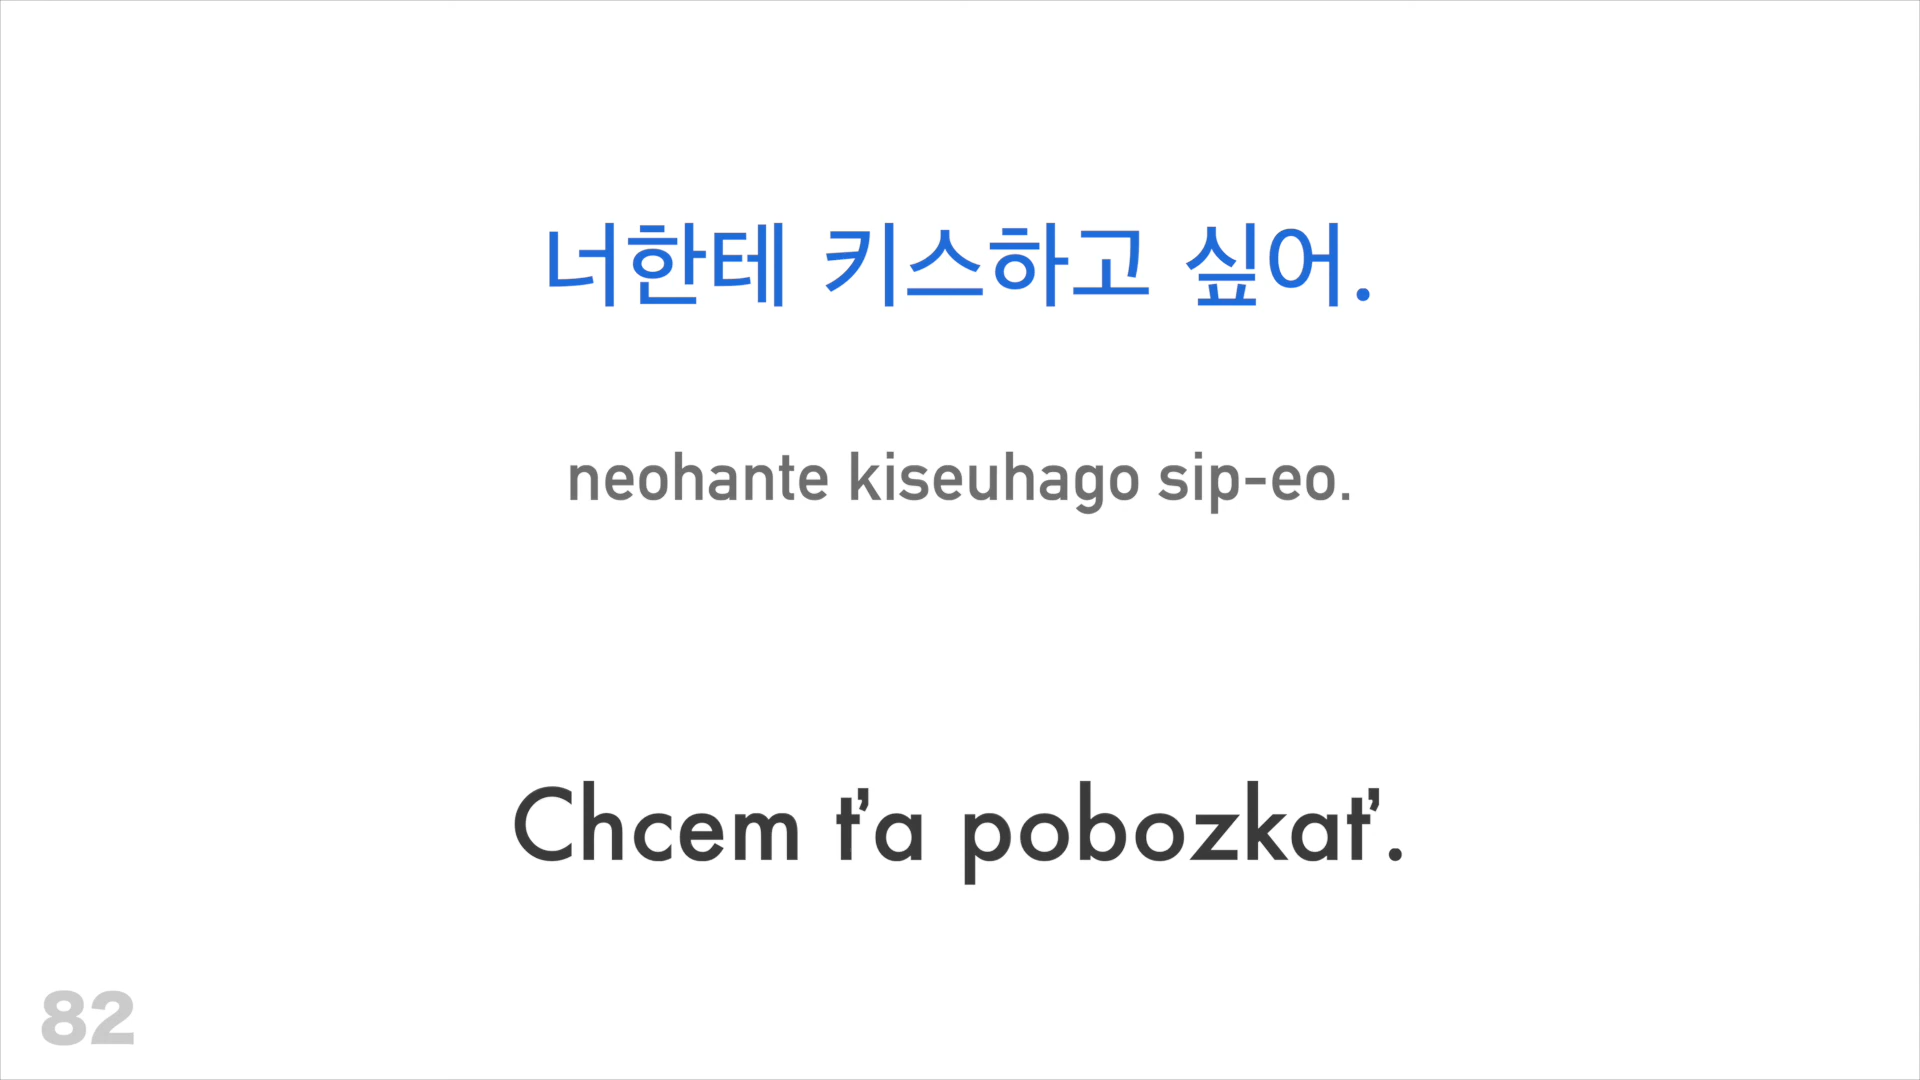 너한테 키스하고 싶어.
neohante kiseuhago sip-eo.
Chcem ťa pobozkať.
82